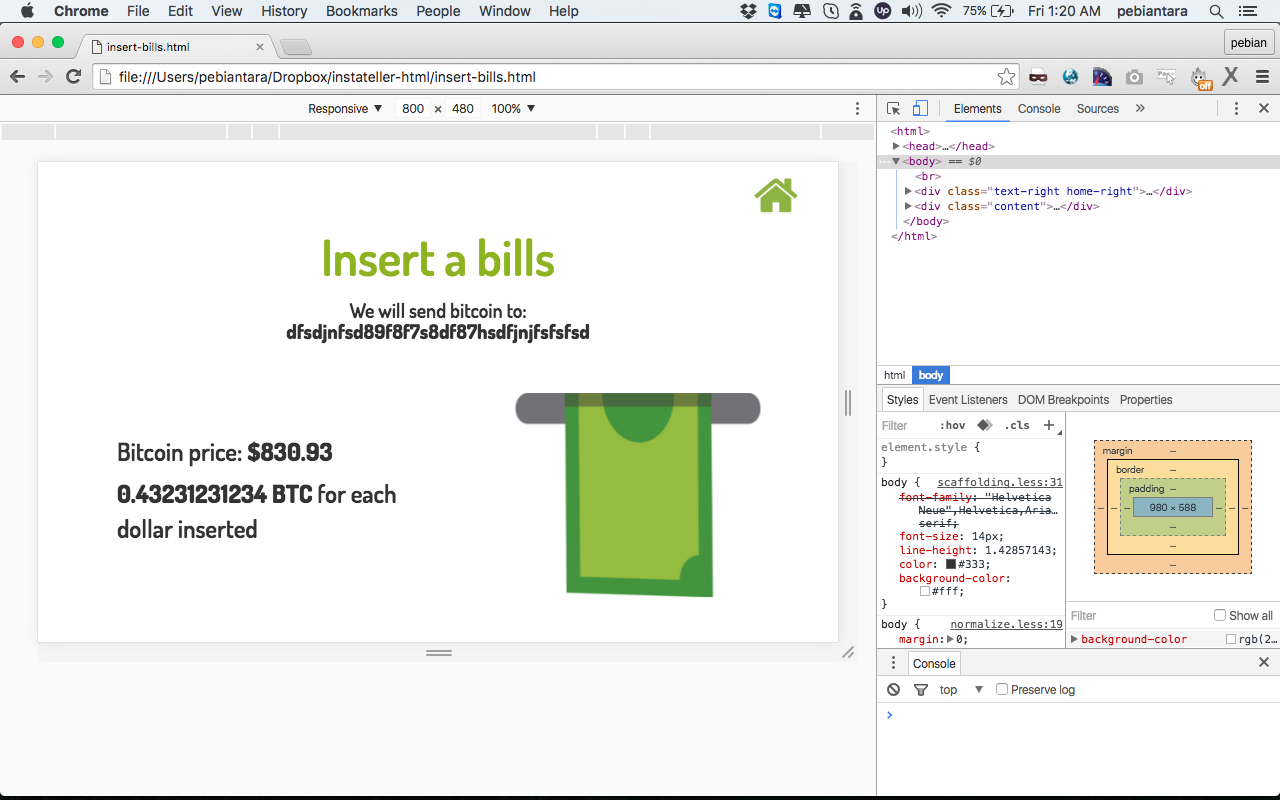 Chrome File Edit View History Bookmarks People Window Help Up 75% Fri 1:20 AM pebiantara
insert-bills.html
pebian
file:///Users/pebiantara/Dropbox/instateller-html/insert-bills.html
off
Responsive ▼ 800 × 480 100% ▼
Insert a bills
We will send bitcoin to:
dfsdjnfsd89f8f7s8df87hsdfjnjfsfsfsd
Bitcoin price: $830.93
0.43231231234 BTC for each
dollar inserted
Elements Console Sources »
<html>
▶<head>…</head>
…▼<body> == $0
<br>
▶<div class="text-right home-right">…</div>
▶<div class="content">…</div>
</body>
</html>
html body
Styles Event Listeners DOM Breakpoints Properties
Filter :hov .cls +
element.style {
}
body { scaffolding.less:31
font-family: "Helvetica
Neue",Helvetica,Aria…
serif;
font-size: 14px;
line-height: 1.42857143;
color: #333;
background-color:
#fff;
}
body { normalize.less:19
margin:▶0;
margin –
border –
padding –
– – – 980 × 588 – – –
–
–
–
Filter Show all
▶ background-color rgb(2…
Console
top ▼ Preserve log
>